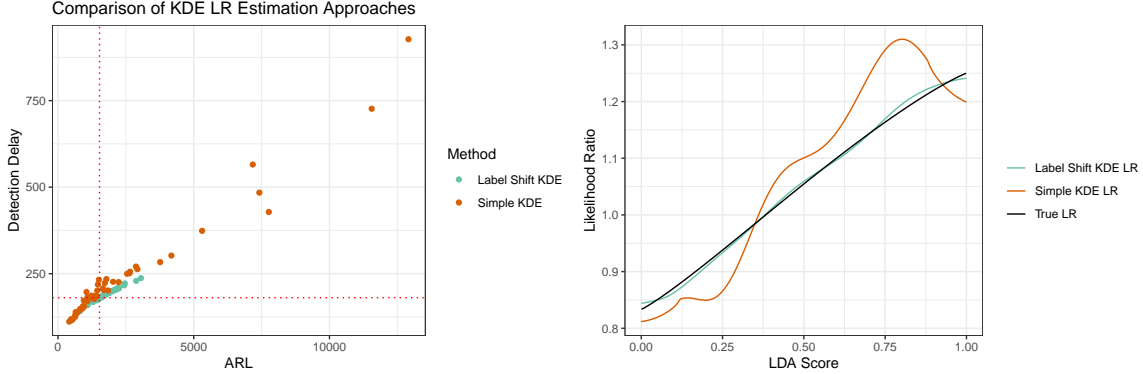 Comparison of KDE LR Estimation Approaches
750
500
250
0
5000
10000
Detection Delay
ARL
Method
Label Shift KDE
Simple KDE
1.3
1.2
1.1
1.0
0.9
0.8
0.00
0.25
0.50
0.75
1.00
Likelihood Ratio
LDA Score
Label Shift KDE LR
Simple KDE LR
True LR